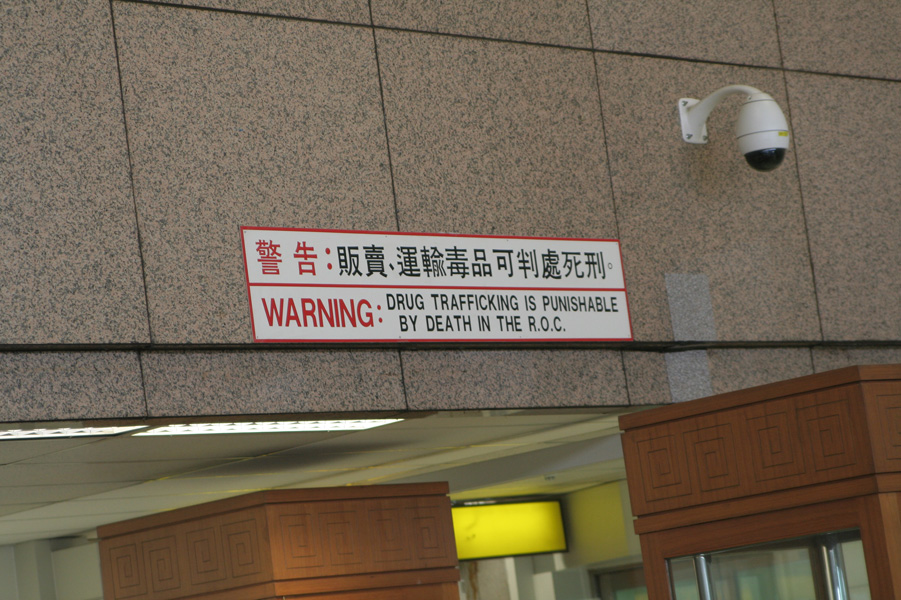 警告：販賣、運輸毒品可判處死刑。
WARNING: DRUG TRAFFICKING IS PUNISHABLE
BY DEATH IN THE R.O.C.